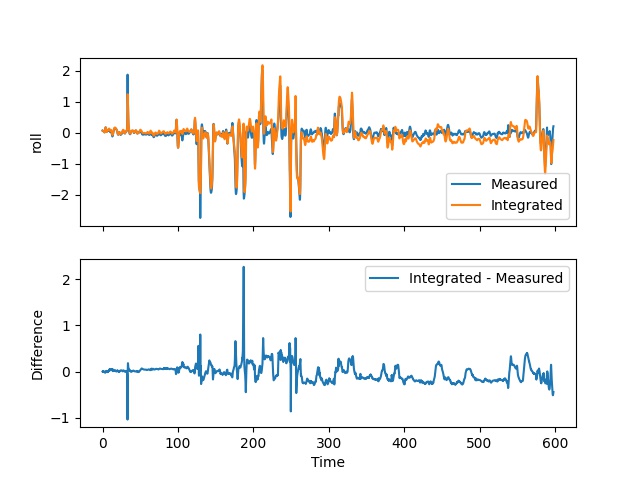 2
1
0
−1
−2
roll
Measured
Integrated
2
1
0
−1
Difference
Integrated - Measured
0 100 200 300 400 500 600
Time